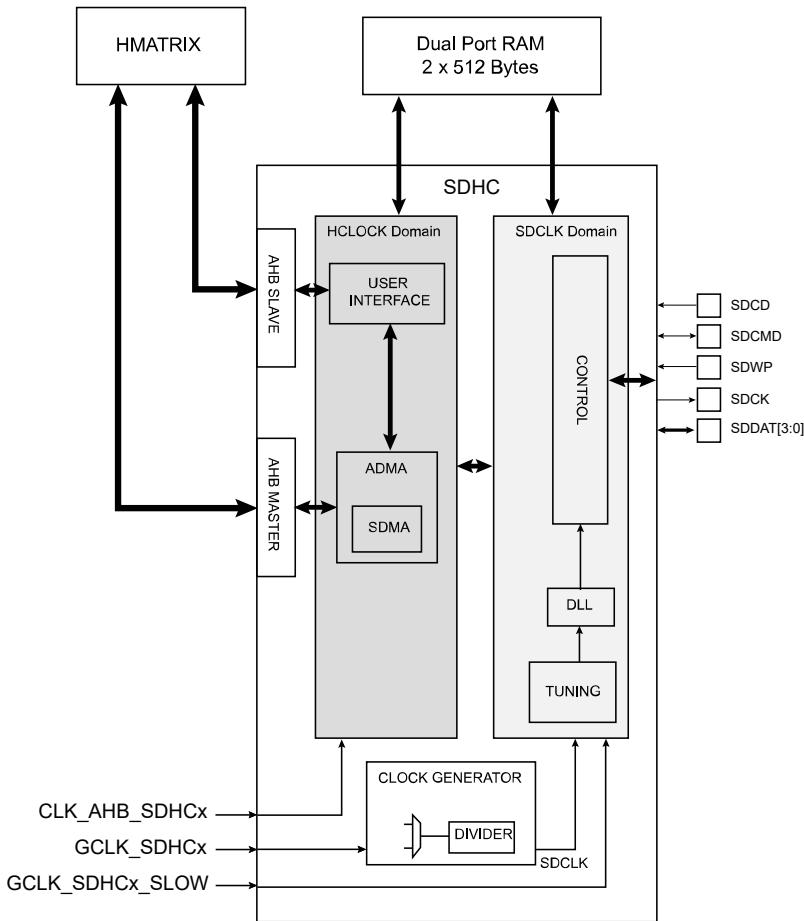 HMATRIX
Dual Port RAM
2 x 512 Bytes
SDHC
HCLOCK Domain
SDCLK Domain
AHB SLAVE
USER
INTERFACE
CONTROL
SDCD
SDCMD
SDWP
SDCK
SDDAT[3:0]
AHB MASTER
ADMA
SDMA
DLL
TUNING
CLOCK GENERATOR
DIVIDER
SDCLK
CLK_AHB_SDHCx
GCLK_SDHCx
GCLK_SDHCx_SLOW